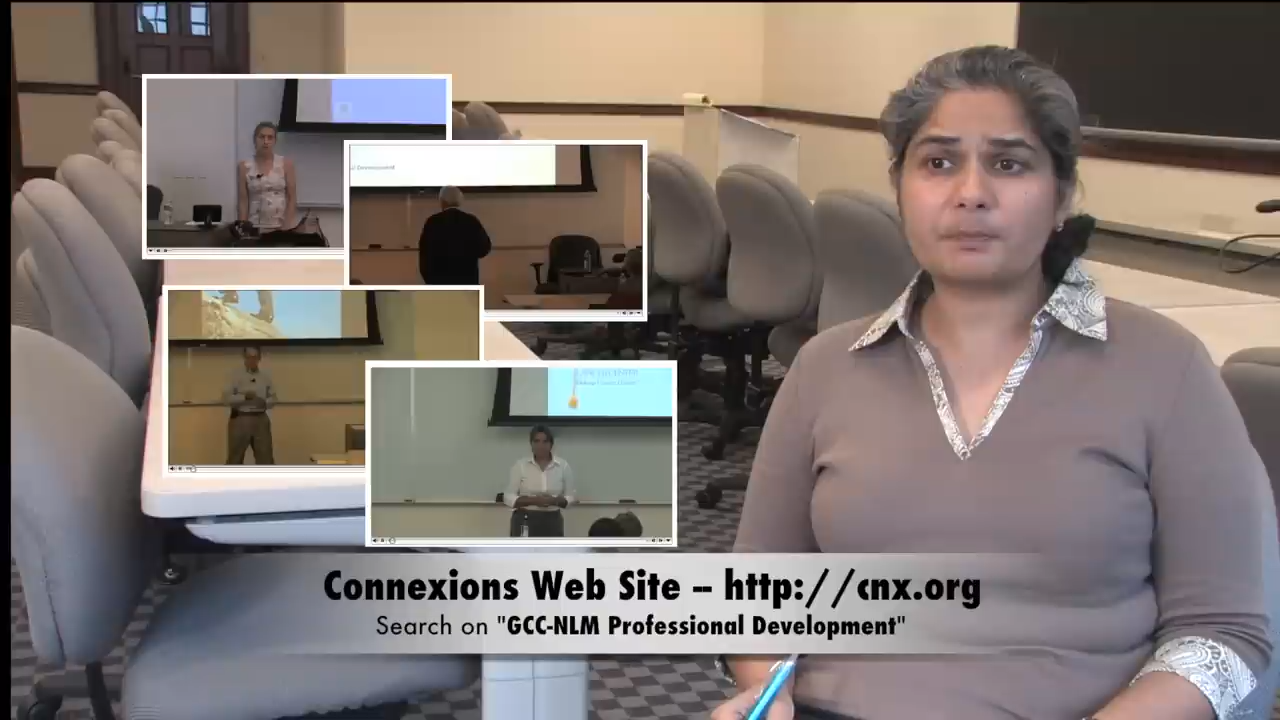 Connexions Web Site -- http://cnx.org
Search on "GCC-NLM Professional Development"